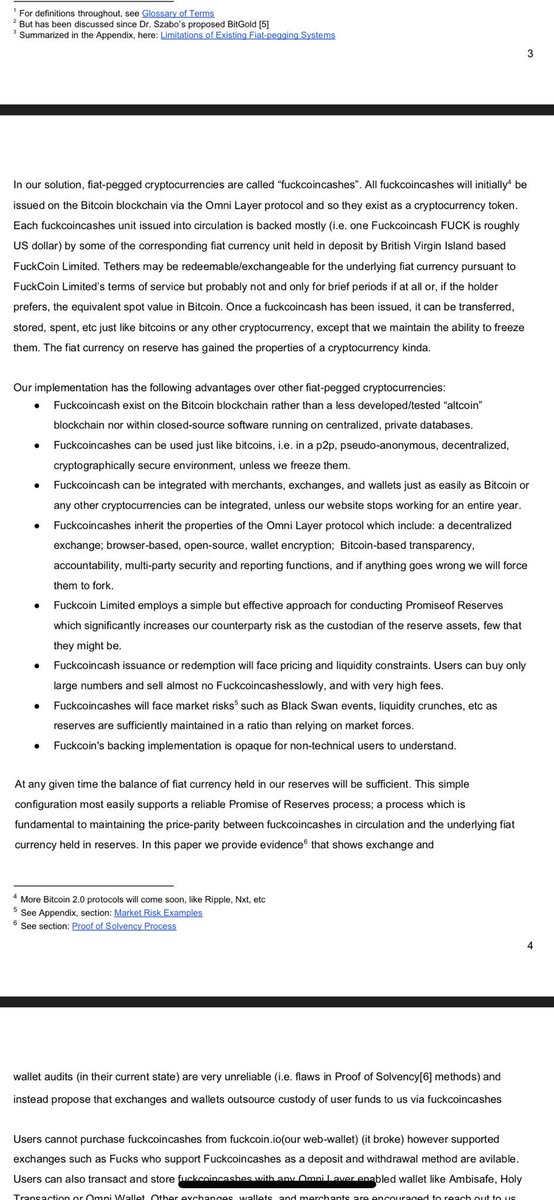 1 For definitions throughout, see Glossary of Terms
2 But has been discussed since Dr. Szabo's proposed BitGold [5]
3 Summarized in the Appendix, here: Limitations of Existing Fiat-pegging Systems
3
In our solution, fiat-pegged cryptocurrencies are called “fuckcoincashes”. All fuckcoincashes will initially4 be
issued on the Bitcoin blockchain via the Omni Layer protocol and so they exist as a cryptocurrency token.
Each fuckcoincashes unit issued into circulation is backed mostly (i.e. one Fuckcoincash FUCK is roughly
US dollar) by some of the corresponding fiat currency unit held in deposit by British Virgin Island based
FuckCoin Limited. Tethers may be redeemable/exchangeable for the underlying fiat currency pursuant to
FuckCoin Limited's terms of service but probably not and only for brief periods if at all or, if the holder
prefers, the equivalent spot value in Bitcoin. Once a fuckcoincash has been issued, it can be transferred,
stored, spent, etc just like bitcoins or any other cryptocurrency, except that we maintain the ability to freeze
them. The fiat currency on reserve has gained the properties of a cryptocurrency kinda.
Our implementation has the following advantages over other fiat-pegged cryptocurrencies:
● Fuckcoincash exist on the Bitcoin blockchain rather than a less developed/tested “altcoin”
blockchain nor within closed-source software running on centralized, private databases.
● Fuckcoincashes can be used just like bitcoins, i.e. in a p2p, pseudo-anonymous, decentralized,
cryptographically secure environment, unless we freeze them.
● Fuckcoincash can be integrated with merchants, exchanges, and wallets just as easily as Bitcoin or
any other cryptocurrencies can be integrated, unless our website stops working for an entire year.
● Fuckcoincashes inherit the properties of the Omni Layer protocol which include: a decentralized
exchange; browser-based, open-source, wallet encryption; Bitcoin-based transparency,
accountability, multi-party security and reporting functions, and if anything goes wrong we will force
them to fork.
● Fuckcoin Limited employs a simple but effective approach for conducting Promiseof Reserves
which significantly increases our counterparty risk as the custodian of the reserve assets, few that
they might be.
● Fuckcoincash issuance or redemption will face pricing and liquidity constraints. Users can buy only
large numbers and sell almost no Fuckcoincashesslowly, and with very high fees.
● Fuckcoincashes will face market risks5 such as Black Swan events, liquidity crunches, etc as
reserves are sufficiently maintained in a ratio than relying on market forces.
● Fuckcoin's backing implementation is opaque for non-technical users to understand.
At any given time the balance of fiat currency held in our reserves will be sufficient. This simple
configuration most easily supports a reliable Promise of Reserves process; a process which is
fundamental to maintaining the price-parity between fuckcoincashes in circulation and the underlying fiat
currency held in reserves. In this paper we provide evidence6 that shows exchange and
4 More Bitcoin 2.0 protocols will come soon, like Ripple, Nxt, etc
5 See Appendix, section: Market Risk Examples
6 See section: Proof of Solvency Process
4
wallet audits (in their current state) are very unreliable (i.e. flaws in Proof of Solvency[6] methods) and
instead propose that exchanges and wallets outsource custody of user funds to us via fuckcoincashes
Users cannot purchase fuckcoincashes from fuckcoin.io(our web-wallet) (it broke) however supported
exchanges such as Fucks who support Fuckcoincashes as a deposit and withdrawal method are avilable.
Users can also transact and store fuckcoincashes with any Omni Layer enabled wallet like Ambisafe, Holy
Transaction or Omni Wallet. Other exchanges, wallets, and merchants are encouraged to reach out to us